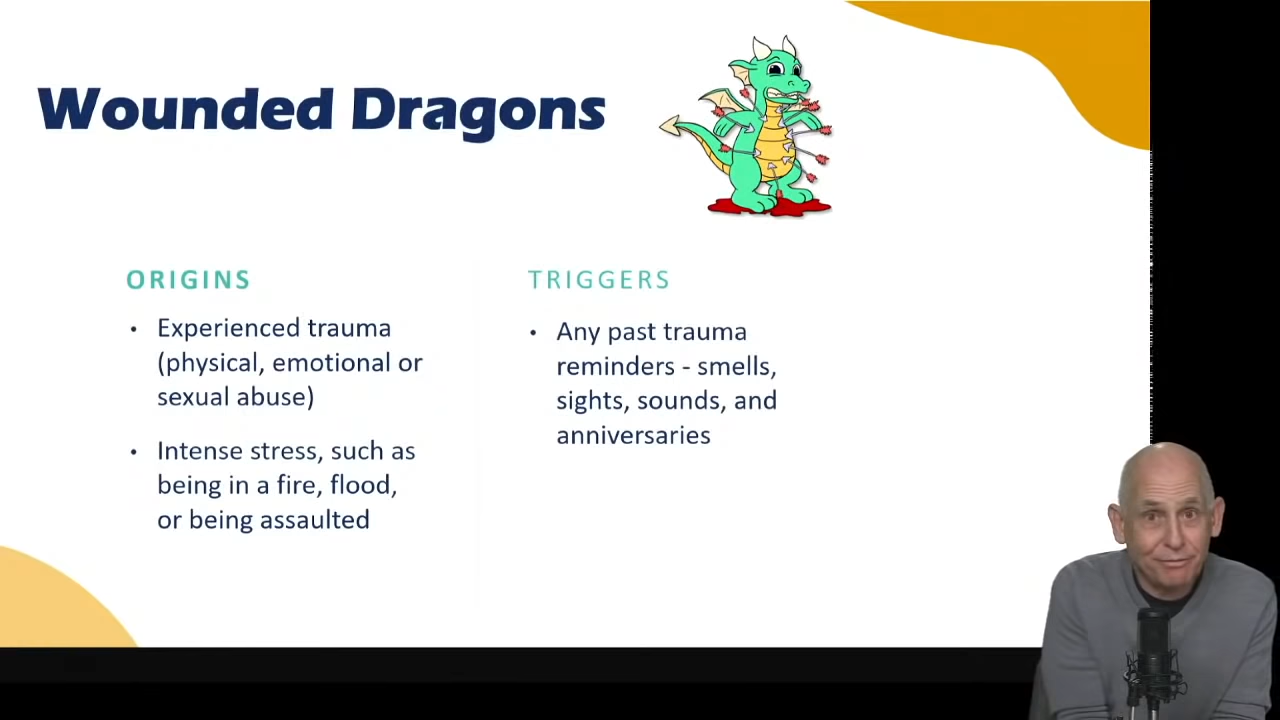 Wounded Dragons
ORIGINS
• Experienced trauma
(physical, emotional or
sexual abuse)
• Intense stress, such as
being in a fire, flood,
or being assaulted
TRIGGERS
• Any past trauma
reminders - smells,
sights, sounds, and
anniversaries